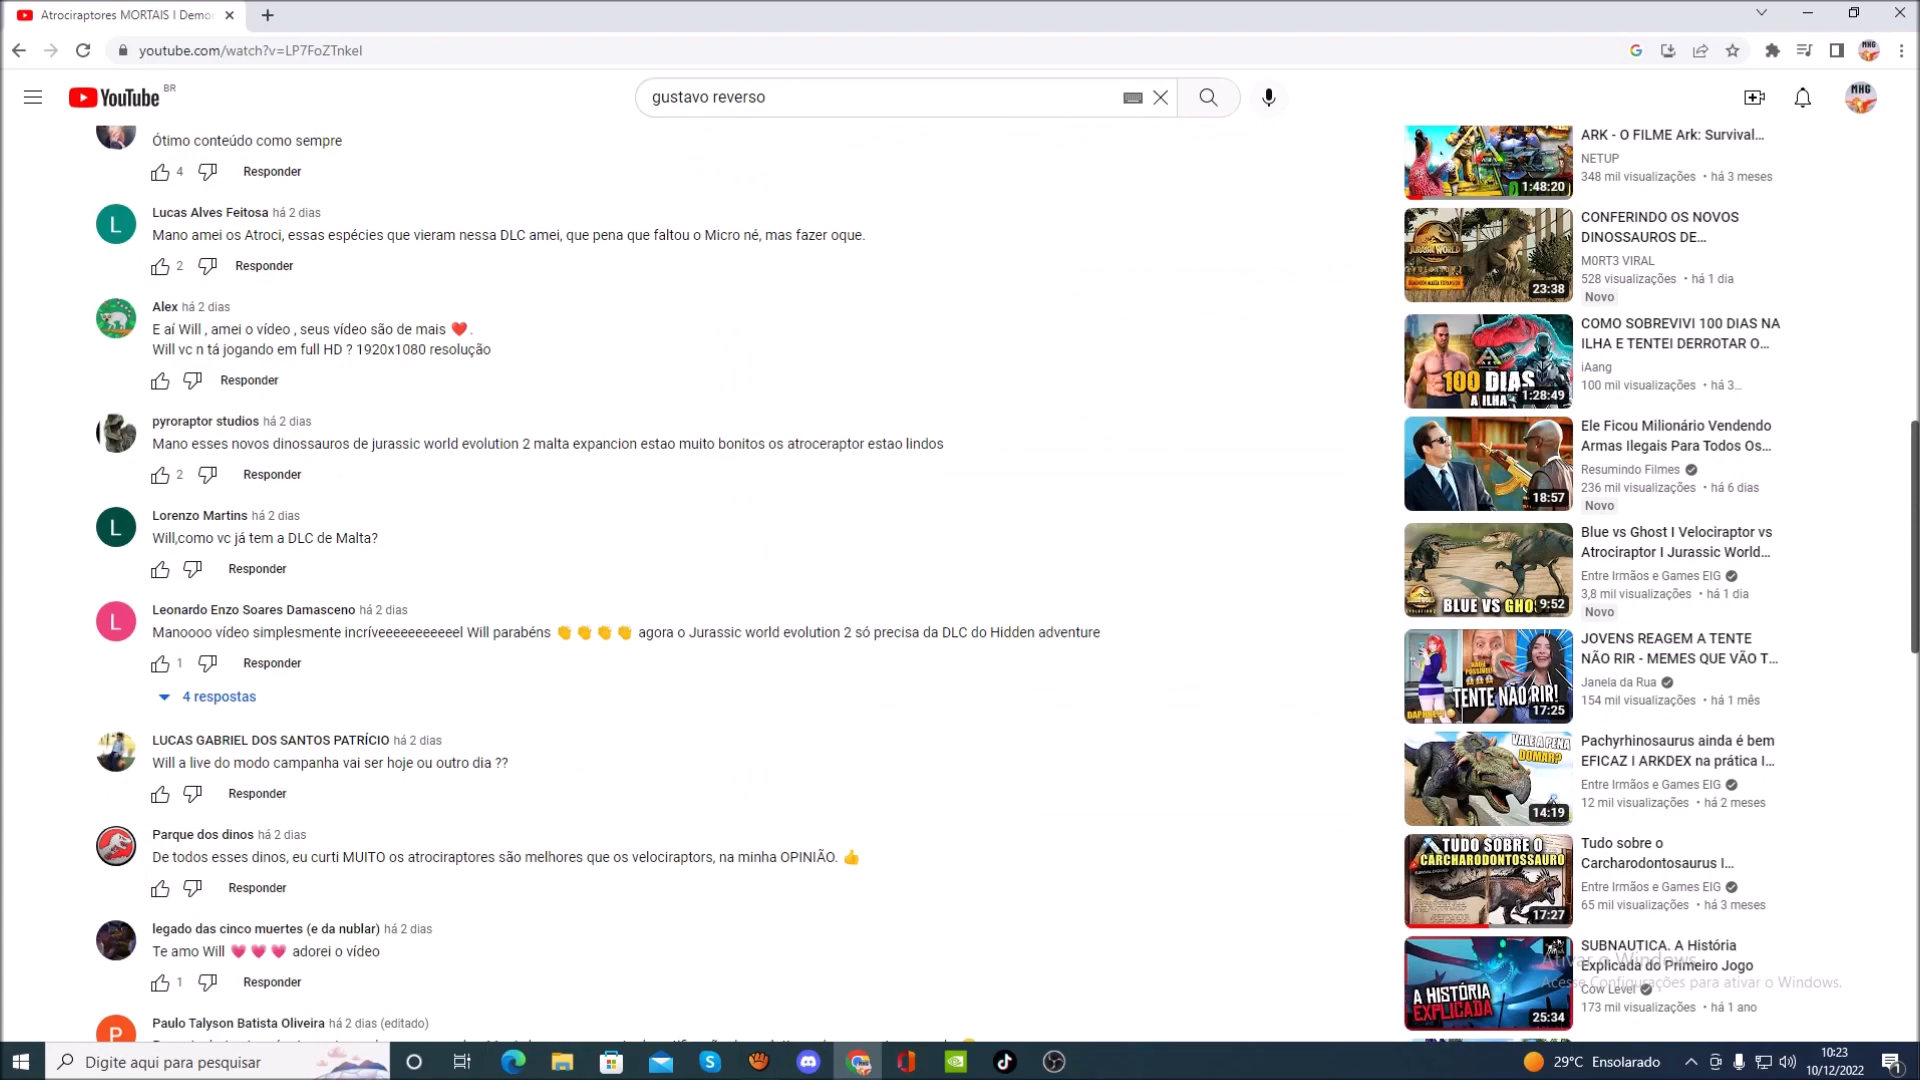 Atrociraptores MORTAIS I Demon
youtube.com/watch?v=LP7FoZTnkeI
YouTube BR
gustavo reverso
MHG
Ótimo conteúdo como sempre
4 Responder
L
Lucas Alves Feitosa há 2 dias
Mano amei os Atroci, essas espécies que vieram nessa DLC amei, que pena que faltou o Micro né, mas fazer oque.
2 Responder
Alex há 2 dias
E aí Will , amei o vídeo , seus vídeo são de mais ❤️ .
Will vc n tá jogando em full HD ? 1920x1080 resolução
Responder
pyroraptor studios há 2 dias
Mano esses novos dinossauros de jurassic world evolution 2 malta expancion estao muito bonitos os atroceraptor estao lindos
2 Responder
L
Lorenzo Martins há 2 dias
Will,como vc já tem a DLC de Malta?
Responder
L
Leonardo Enzo Soares Damasceno há 2 dias
Manoooo vídeo simplesmente incríveeeeeeeeeeel Will parabéns 👏 👏 👏 👏 agora o Jurassic world evolution 2 só precisa da DLC do Hidden adventure
1 Responder
4 respostas
LUCAS GABRIEL DOS SANTOS PATRÍCIO há 2 dias
Will a live do modo campanha vai ser hoje ou outro dia ??
Responder
Parque dos dinos há 2 dias
De todos esses dinos, eu curti MUITO os atrociraptores são melhores que os velociraptors, na minha OPINIÃO. 👍
Responder
legado das cinco muertes (e da nublar) há 2 dias
Te amo Will 💗 💗 💗 adorei o vídeo
1 Responder
P
Paulo Talyson Batista Oliveira há 2 dias (editado)
1:48:20
ARK - O FILME Ark: Survival...
NETUP
348 mil visualizações • há 3 meses
JURASSIC WORLD
23:38
CONFERINDO OS NOVOS
DINOSSAUROS DE...
M0RT3 VIRAL
528 visualizações • há 1 dia
Novo
100 DIAS
A ILHA
1:28:49
COMO SOBREVIVI 100 DIAS NA
ILHA E TENTEI DERROTAR O...
iAang
100 mil visualizações • há 3...
18:57
Ele Ficou Milionário Vendendo
Armas Ilegais Para Todos Os...
Resumindo Filmes
236 mil visualizações • há 6 dias
Novo
BLUE VS GHO
9:52
Blue vs Ghost I Velociraptor vs
Atrociraptor I Jurassic World...
Entre Irmãos e Games EIG
3,8 mil visualizações • há 1 dia
Novo
TENTE NÃO RIR!
17:25
JOVENS REAGEM A TENTE
NÃO RIR - MEMES QUE VÃO T...
Janela da Rua
154 mil visualizações • há 1 mês
VALE A PENA
DOMAR?
14:19
Pachyrhinosaurus ainda é bem
EFICAZ I ARKDEX na prática I...
Entre Irmãos e Games EIG
12 mil visualizações • há 2 meses
TUDO SOBRE O
CARCHARODONTOSSAURO
17:27
Tudo sobre o
Carcharodontosaurus I...
Entre Irmãos e Games EIG
65 mil visualizações • há 3 meses
A HISTÓRIA
EXPLICADA
25:34
SUBNAUTICA. A História
Explicada do Primeiro Jogo
Cow Level
173 mil visualizações • há 1 ano
Ativar o Windows
Acesse Configurações para ativar o Windows.
Digite aqui para pesquisar
29°C Ensolarado
10:23
10/12/2022
1